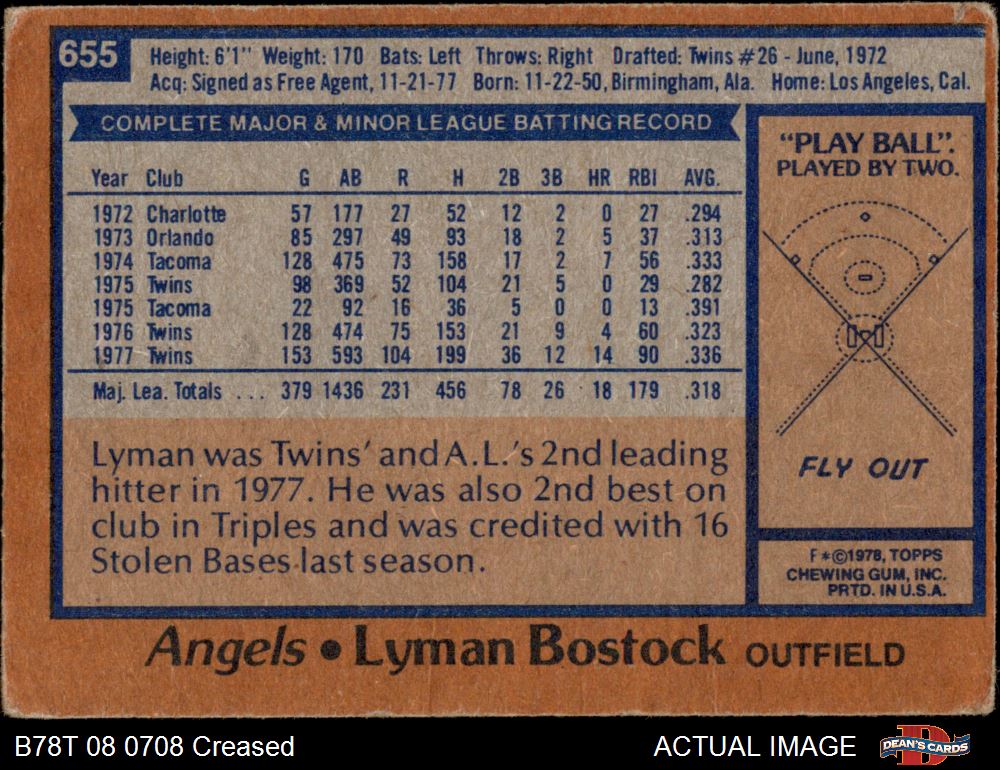 655
Height: 6'1" Weight: 170 Bats: Left Throws: Right Drafted: Twins #26 - June, 1972
Acq: Signed as Free Agent, 11-21-77 Born: 11-22-50, Birmingham, Ala. Home: Los Angeles, Cal.
COMPLETE MAJOR & MINOR LEAGUE BATTING RECORD
Year Club G AB R H 2B 3B HR RBI AVG.
1972 Charlotte 57 177 27 52 12 2 0 27 .294
1973 Orlando 85 297 49 93 18 2 5 37 .313
1974 Tacoma 128 475 73 158 17 2 7 56 .333
1975 Twins 98 369 52 104 21 5 0 29 .282
1975 Tacoma 22 92 16 36 5 0 0 13 .391
1976 Twins 128 474 75 153 21 9 4 60 .323
1977 Twins 153 593 104 199 36 12 14 90 .336
Maj. Lea. Totals ... 379 1436 231 456 78 26 18 179 .318
Lyman was Twins' and A.L.'s 2nd leading
hitter in 1977. He was also 2nd best on
club in Triples and was credited with 16
Stolen Bases last season.
"PLAY BALL".
PLAYED BY TWO.
FLY OUT
F*©1978, TOPPS
CHEWING GUM, INC.
PRTD. IN U.S.A.
Angels • Lyman Bostock OUTFIELD
B78T 08 0708 Creased
ACTUAL IMAGE
DEAN'S CARDS